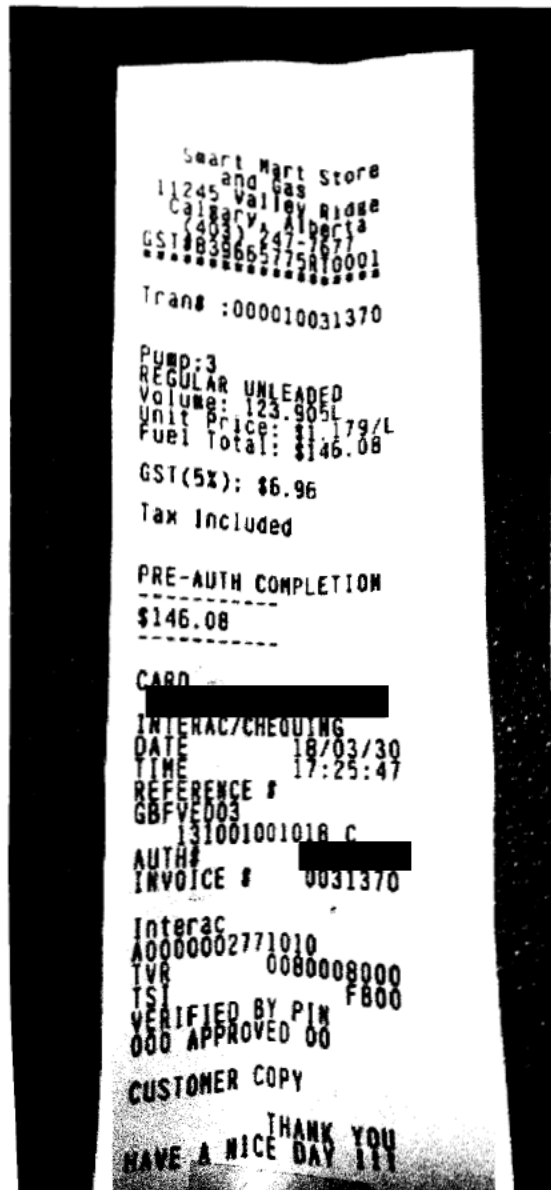 Smart Mart Store
and Gas
11245 Valley Ridge
Calgary, Alberta
(403) 247-7677
GST#839665775RT0001
*******************
Tran# :000010031370
Pump:3
REGULAR UNLEADED
Volume: 123.905L
Unit Price: $1.179/L
Fuel Total: $146.08
GST(5%): $6.96
Tax Included
PRE-AUTH COMPLETION
-----------
$146.08
-----------
CARD
INTERAC/CHEQUING
DATE 18/03/30
TIME 17:25:47
REFERENCE #
GBFVED03
131001001018 C
AUTH#
INVOICE # 0031370
Interac
A0000002771010
TVR 0080008000
TSI F800
VERIFIED BY PIN
000 APPROVED 00
CUSTOMER COPY
THANK YOU
HAVE A NICE DAY !!!